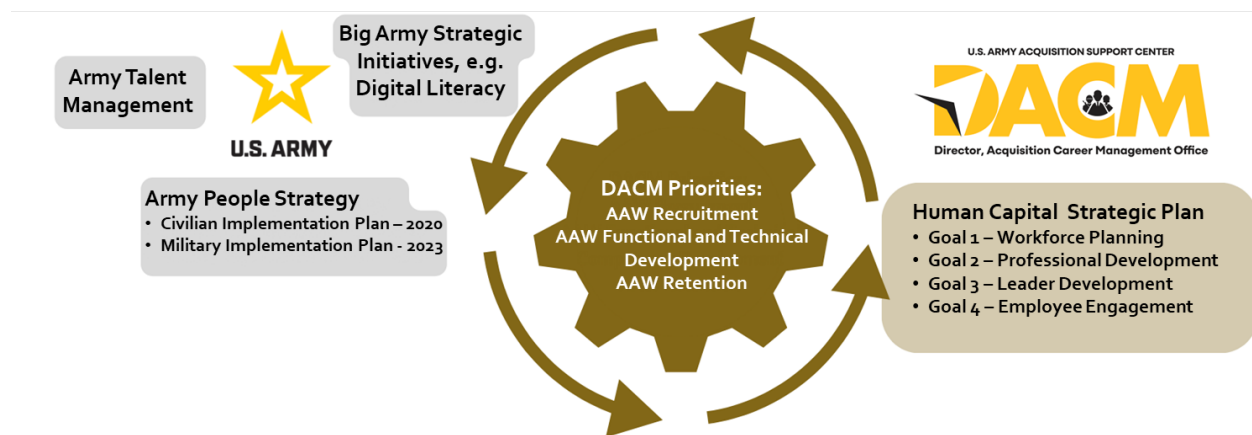 Army Talent
Management
U.S. ARMY
Big Army Strategic
Initiatives, e.g.
Digital Literacy
Army People Strategy
• Civilian Implementation Plan – 2020
• Military Implementation Plan - 2023
DACM Priorities:
AAW Recruitment
AAW Functional and Technical
Development
AAW Retention
U.S. ARMY ACQUISITION SUPPORT CENTER
DACM
Director, Acquisition Career Management Office
Human Capital Strategic Plan
• Goal 1 – Workforce Planning
• Goal 2 – Professional Development
• Goal 3 – Leader Development
• Goal 4 – Employee Engagement